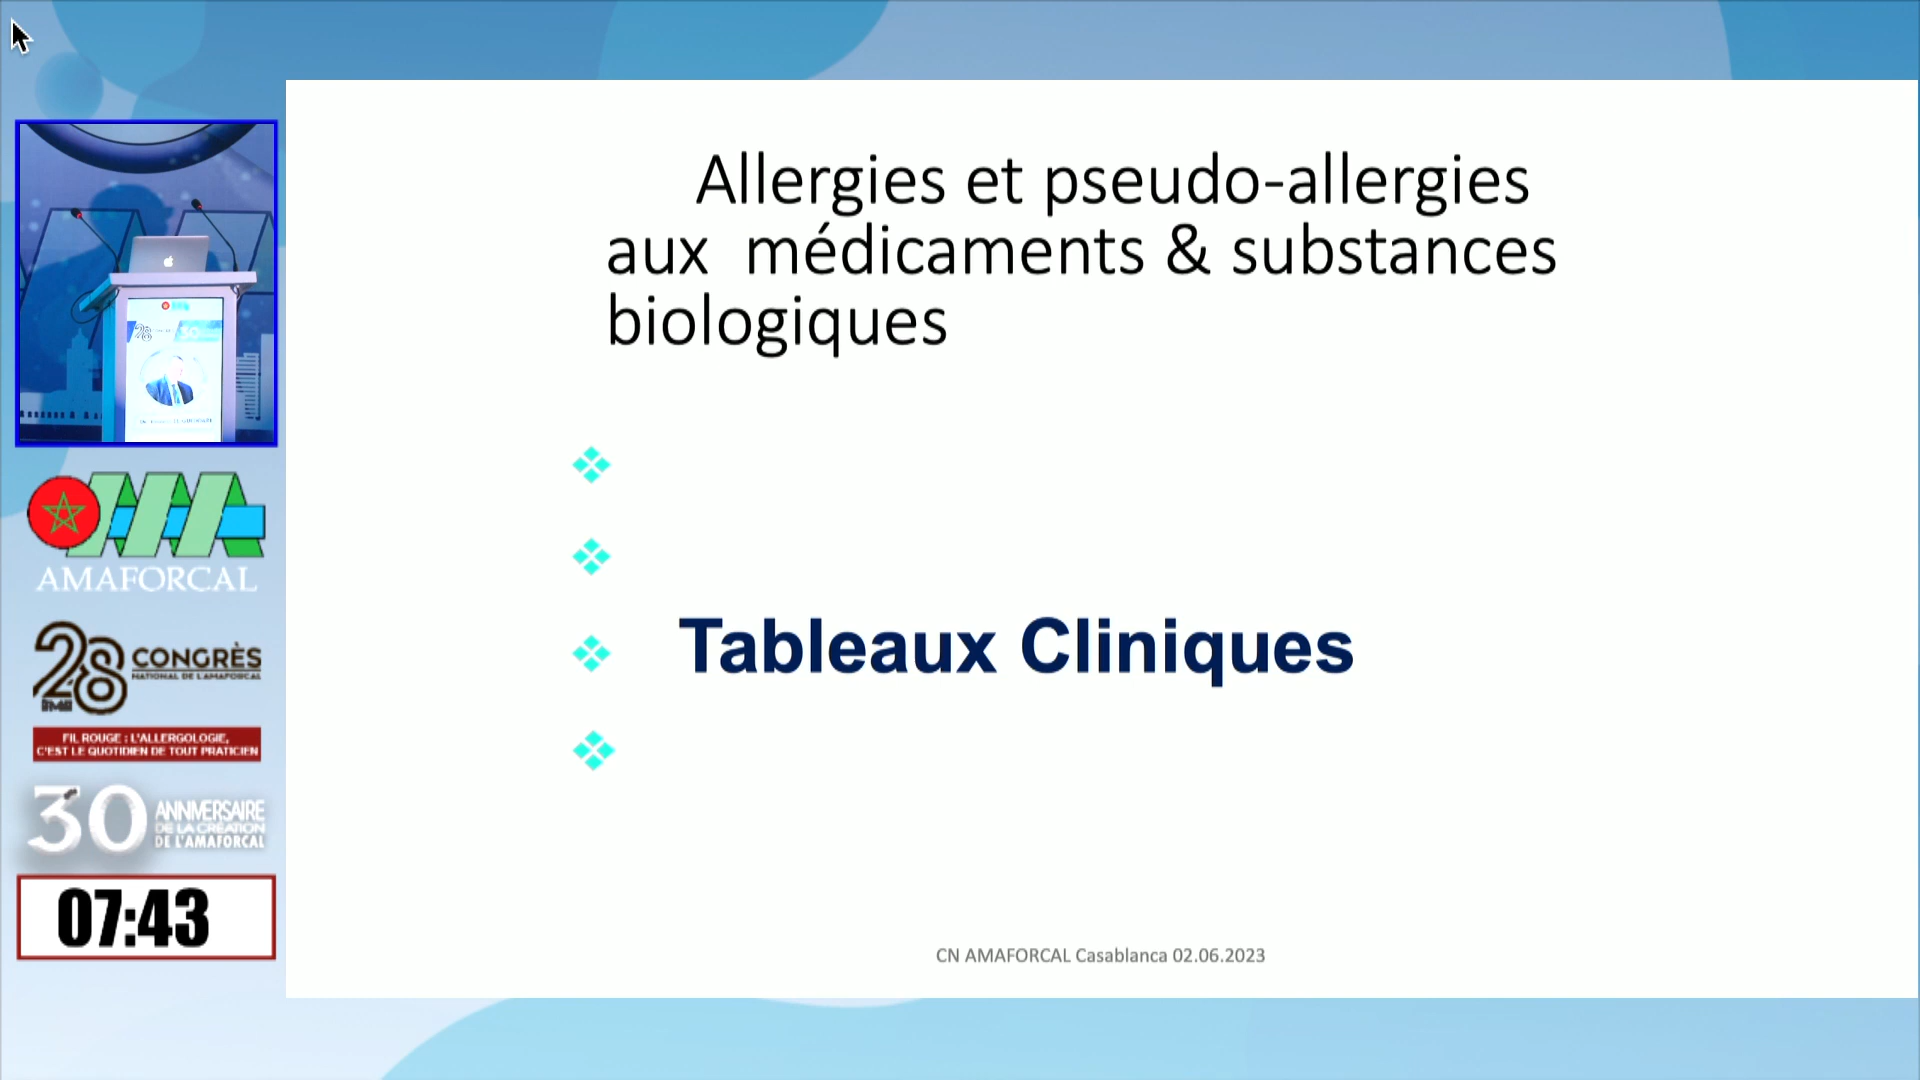 Allergies et pseudo-allergies
aux médicaments & substances
biologiques
Tableaux Cliniques
CN AMAFORCAL Casablanca 02.06.2023
AMAFORCAL
28
CONGRÈS
NATIONAL DE L'AMAFORCAL
FIL ROUGE : L'ALLERGOLOGIE,
C'EST LE QUOTIDIEN DE TOUT PRATICIEN
30
ANNIVERSAIRE
DE LA CRÉATION
DE L'AMAFORCAL
07:43